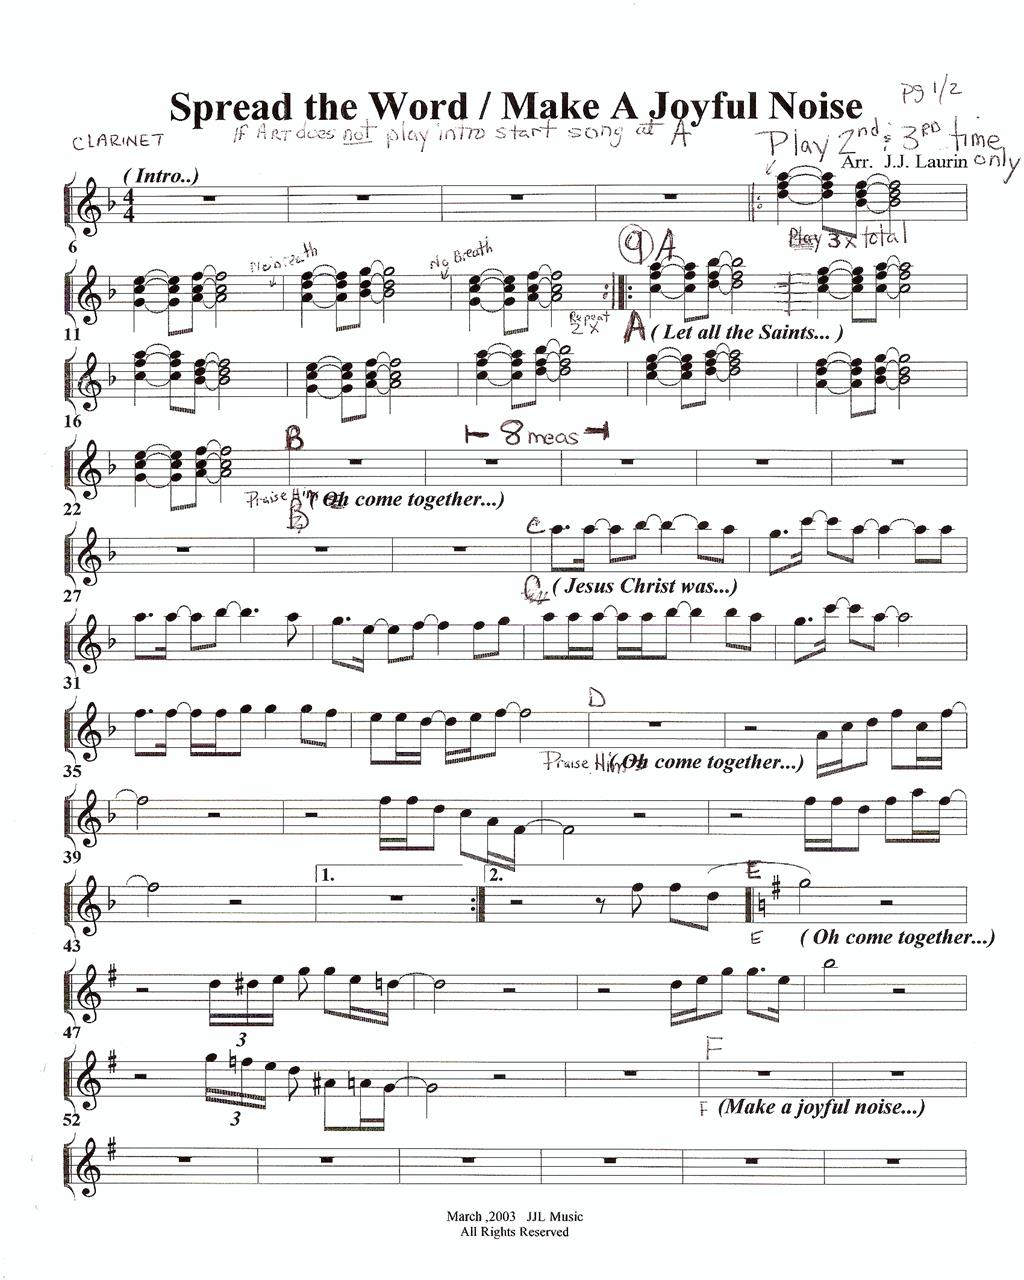 Spread the Word / Make A Joyful Noise
pg 1/2
CLARINET
If ART does not play intro start song at A
Play 2nd & 3RD time only
Arr. J.J. Laurin
( Intro..)
4
4
Play 3x total
6
No Breath
No Breath
9 A
Repeat 2x
A ( Let all the Saints... )
11
16
B
8 meas
Praise Him
( Oh come together...)
B
22
C
C ( Jesus Christ was...)
27
31
D
Praise Him
( Oh come together...)
35
39
1.
2.
E
E
( Oh come together...)
43
3
47
F
3
F (Make a joyful noise...)
52
March ,2003 JJL Music
All Rights Reserved